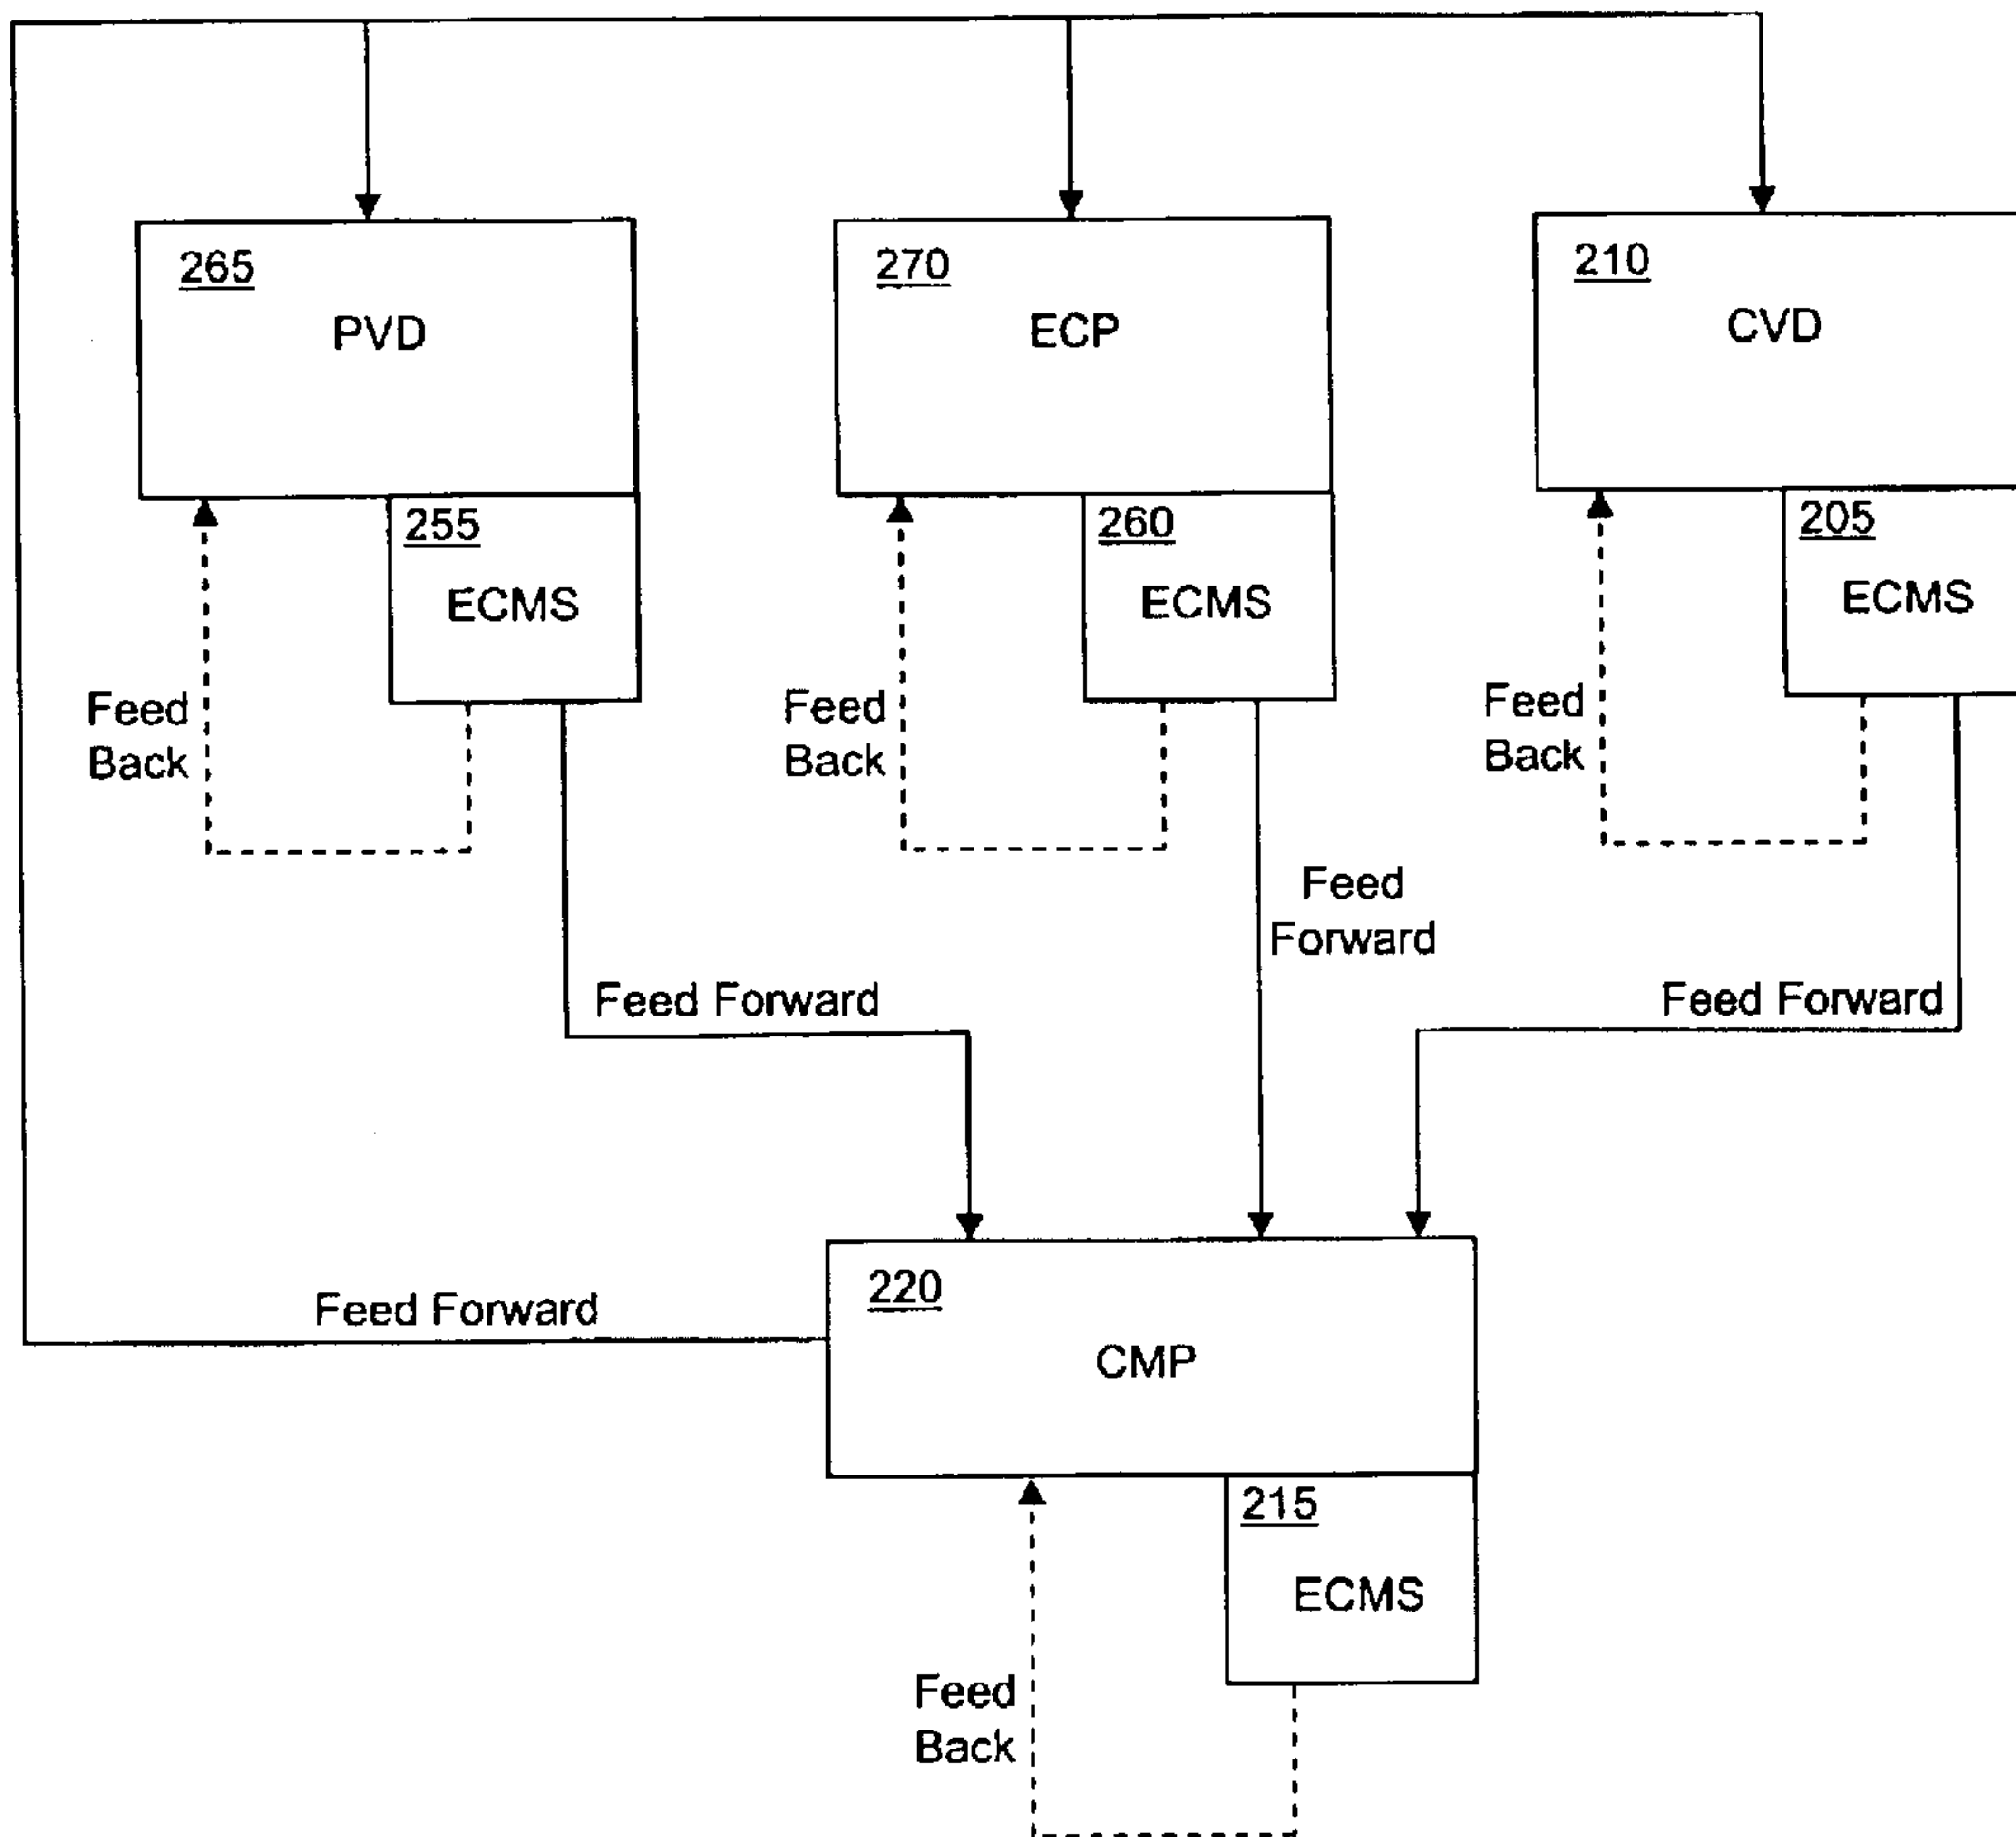 265
PVD
270
ECP
210
CVD
255
ECMS
260
ECMS
205
ECMS
Feed
Back
Feed
Back
Feed
Back
Feed
Forward
Feed Forward
Feed Forward
220
CMP
Feed Forward
215
ECMS
Feed
Back